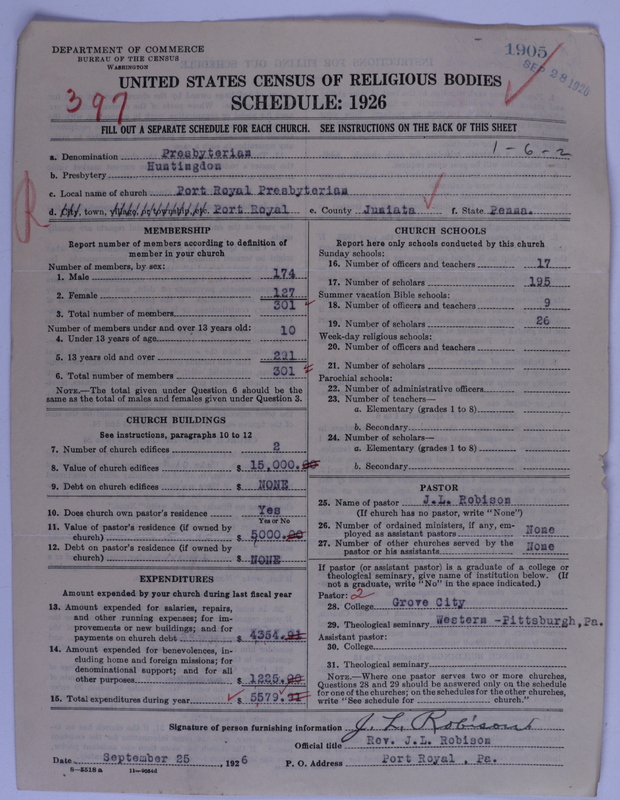 DEPARTMENT OF COMMERCE
BUREAU OF THE CENSUS
WASHINGTON
1905
SEP 28 1926
UNITED STATES CENSUS OF RELIGIOUS BODIES
397
SCHEDULE: 1926
FILL OUT A SEPARATE SCHEDULE FOR EACH CHURCH. SEE INSTRUCTIONS ON THE BACK OF THIS SHEET
1-6-2
a. Denomination Presbyterian
b. Presbytery Huntingdon
c. Local name of church Port Royal Presbyterian
R
d. City, town, village, or township, etc. Port Royal e. County Juniata f. State Penna.
MEMBERSHIP
Report number of members according to definition of
member in your church
Number of members, by sex:
1. Male 174
2. Female 127
3. Total number of members 301
Number of members under and over 13 years old:
4. Under 13 years of age 10
5. 13 years old and over 291
6. Total number of members 301
NOTE.—The total given under Question 6 should be
same as the total of males and females given under Question 3.
CHURCH BUILDINGS
See instructions, paragraphs 10 to 12
7. Number of church edifices 2
8. Value of church edifices $ 15,000.00
9. Debt on church edifices $ NONE
10. Does church own pastor's residence Yes
Yes or No
11. Value of pastor's residence (if owned by
church) $ 5000.00
12. Debt on pastor's residence (if owned by
church) $ NONE
EXPENDITURES
Amount expended by your church during last fiscal year
13. Amount expended for salaries, repairs,
and other running expenses; for im-
provements or new buildings; and for
payments on church debt $ 4354.
14. Amount expended for benevolences, in-
cluding home and foreign missions; for
denominational support; and for all
other purposes $ 1225.
15. Total expenditures during year $ 5579.
CHURCH SCHOOLS
Report here only schools conducted by this church
Sunday schools:
16. Number of officers and teachers 17
17. Number of scholars 195
Summer vacation Bible schools:
18. Number of officers and teachers 9
19. Number of scholars 26
Week-day religious schools:
20. Number of officers and teachers
21. Number of scholars
Parochial schools:
22. Number of administrative officers
23. Number of teachers—
a. Elementary (grades 1 to 8)
b. Secondary
24. Number of scholars—
a. Elementary (grades 1 to 8)
b. Secondary
PASTOR
25. Name of pastor J.L. Robison
(If church has no pastor, write "None")
26. Number of ordained ministers, if any, em-
ployed as assistant pastors None
27. Number of other churches served by the
pastor or his assistants None
If pastor (or assistant pastor) is a graduate of a college or
theological seminary, give name of institution below. (If
not a graduate, write "No" in the space indicated.)
Pastor: 2
28. College Grove City
29. Theological seminary Western -Pittsburgh,Pa.
Assistant pastor:
30. College
31. Theological seminary
NOTE.—Where one pastor serves two or more churches,
Questions 28 and 29 should be answered only on the schedule
for one of the churches; on the schedules for the other churches,
write "See schedule for church."
Signature of person furnishing information J. L. Robison
Official title Rev. J.L. Robison
Date September 25, 1926 P. O. Address Port Royal , Pa.
8—5518 a